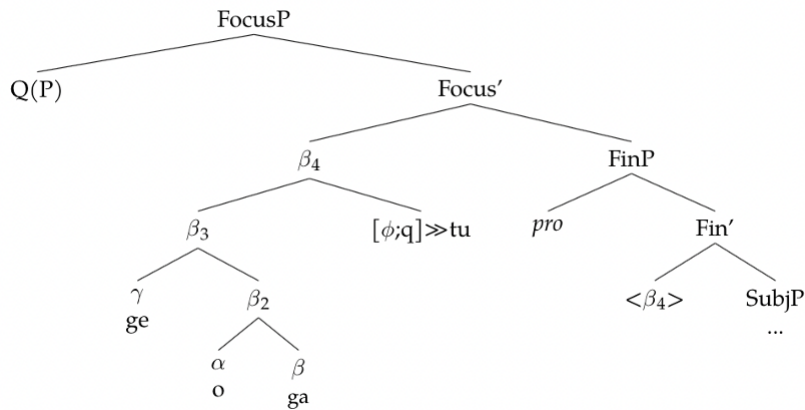 FocusP
Q(P) Focus’
β₄ FinP
β₃ [ϕ;q]≫tu pro Fin’
γ β₂ <β₄> SubjP
ge ...
α β
o ga